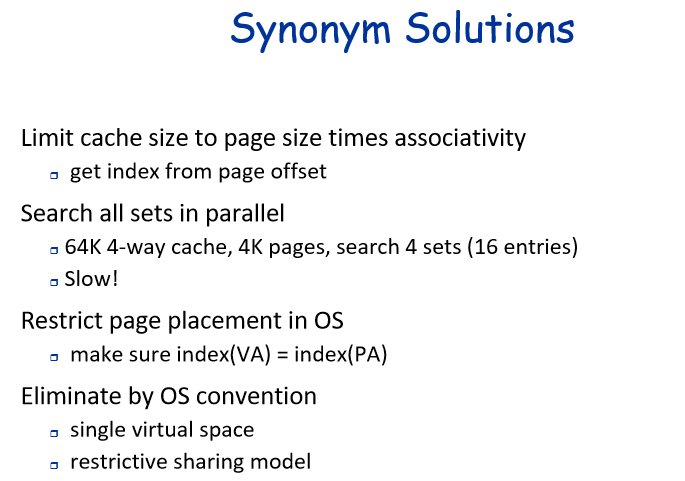 Synonym Solutions
Limit cache size to page size times associativity
get index from page offset
Search all sets in parallel
64K 4-way cache, 4K pages, search 4 sets (16 entries)
Slow!
Restrict page placement in OS
make sure index(VA) = index(PA)
Eliminate by OS convention
single virtual space
restrictive sharing model